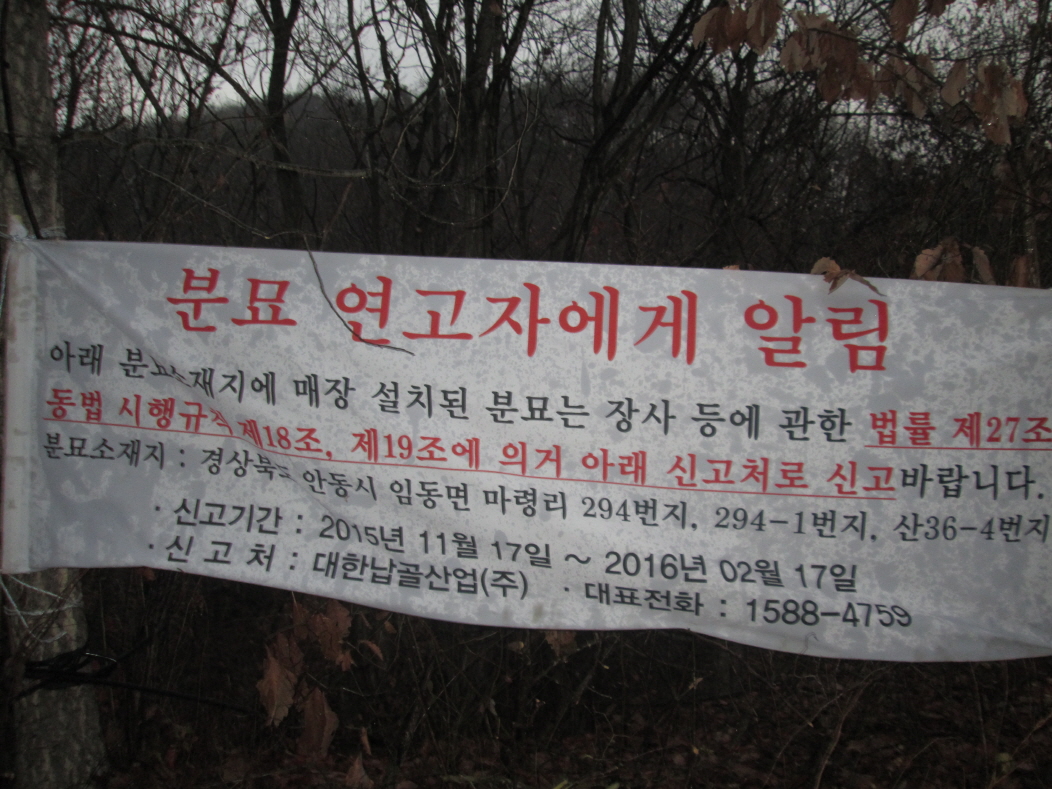 분묘 연고자에게 알림
아래 분묘소재지에 매장 설치된 분묘는 장사 등에 관한 법률 제27조
동법 시행규칙 제18조, 제19조에 의거 아래 신고처로 신고바랍니다.
분묘소재지 : 경상북도 안동시 임동면 마령리 294번지, 294-1번지, 산36-4번지
· 신고기간 : 2015년 11월 17일 ~ 2016년 02월 17일
· 신 고 처 : 대한납골산업(주) · 대표전화 : 1588-4759